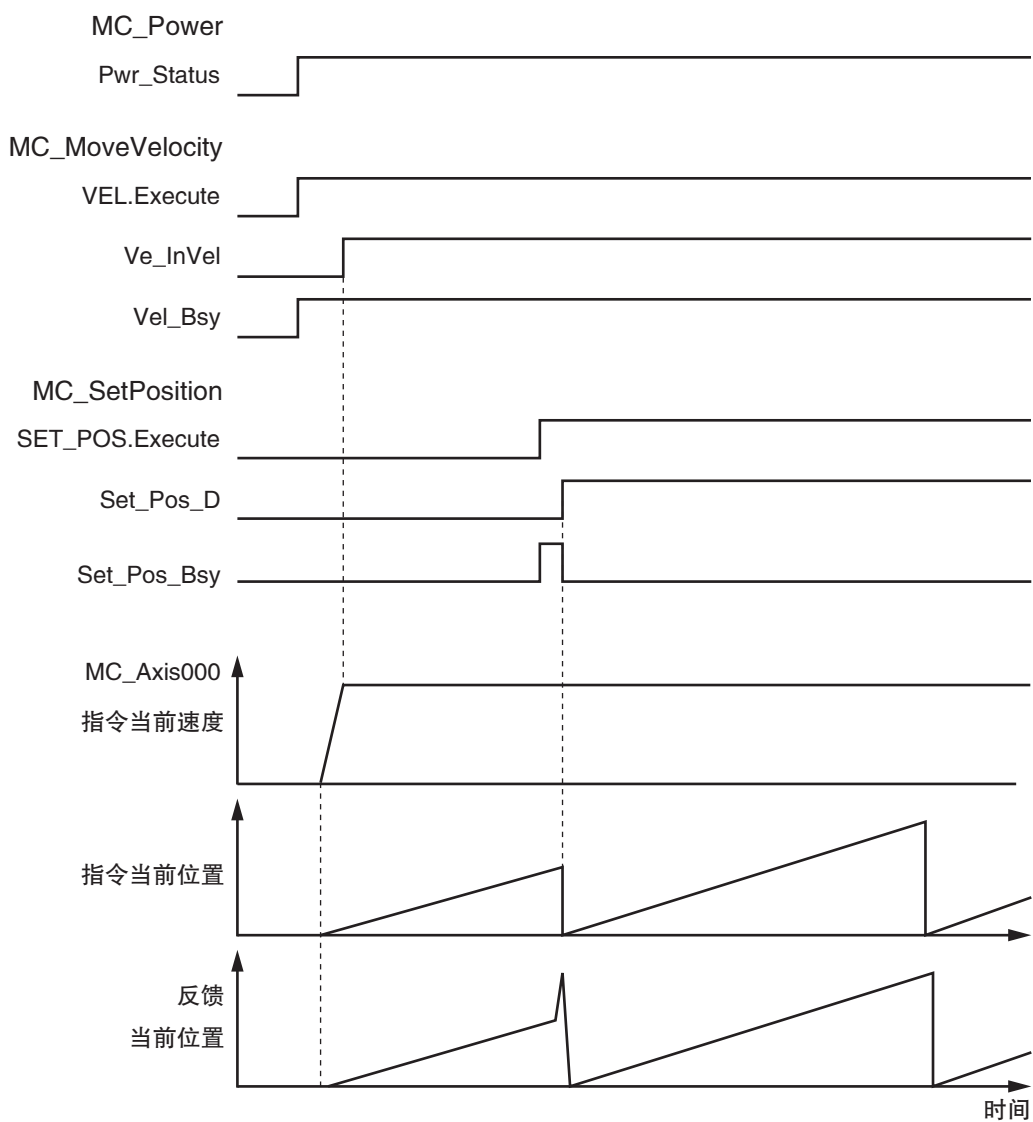 MC_Power
Pwr_Status
MC_MoveVelocity
VEL.Execute
Ve_InVel
Vel_Bsy
MC_SetPosition
SET_POS.Execute
Set_Pos_D
Set_Pos_Bsy
MC_Axis000
指令当前速度
指令当前位置
反馈
当前位置
时间